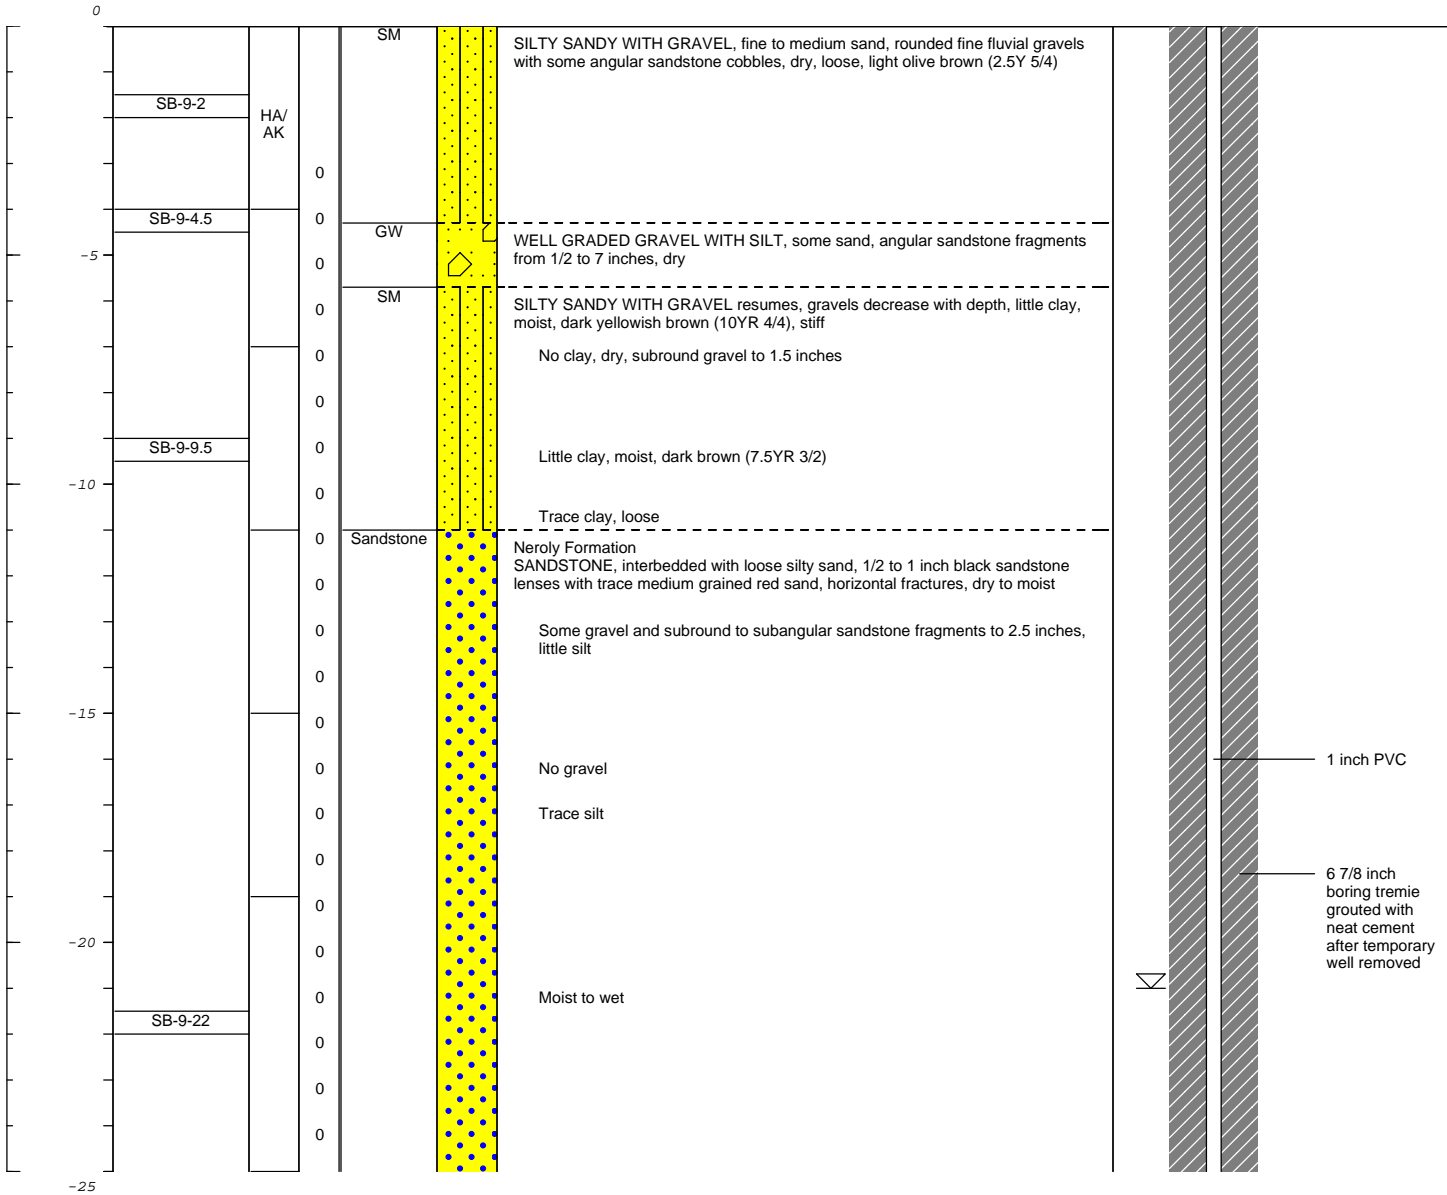 0
SM
SILTY SANDY WITH GRAVEL, fine to medium sand, rounded fine fluvial gravels
with some angular sandstone cobbles, dry, loose, light olive brown (2.5Y 5/4)
SB-9-2
HA/
AK
0
SB-9-4.5
0
GW
WELL GRADED GRAVEL WITH SILT, some sand, angular sandstone fragments
from 1/2 to 7 inches, dry
-5
0
SM
SILTY SANDY WITH GRAVEL resumes, gravels decrease with depth, little clay,
moist, dark yellowish brown (10YR 4/4), stiff
0
0
No clay, dry, subround gravel to 1.5 inches
0
SB-9-9.5
0
Little clay, moist, dark brown (7.5YR 3/2)
-10
0
Trace clay, loose
0
Sandstone
Neroly Formation
SANDSTONE, interbedded with loose silty sand, 1/2 to 1 inch black sandstone
lenses with trace medium grained red sand, horizontal fractures, dry to moist
0
0
Some gravel and subround to subangular sandstone fragments to 2.5 inches,
little silt
0
-15
0
0
No gravel
1 inch PVC
0
Trace silt
0
6 7/8 inch
boring tremie
grouted with
neat cement
after temporary
well removed
0
-20
0
0
Moist to wet
SB-9-22
0
0
0
-25